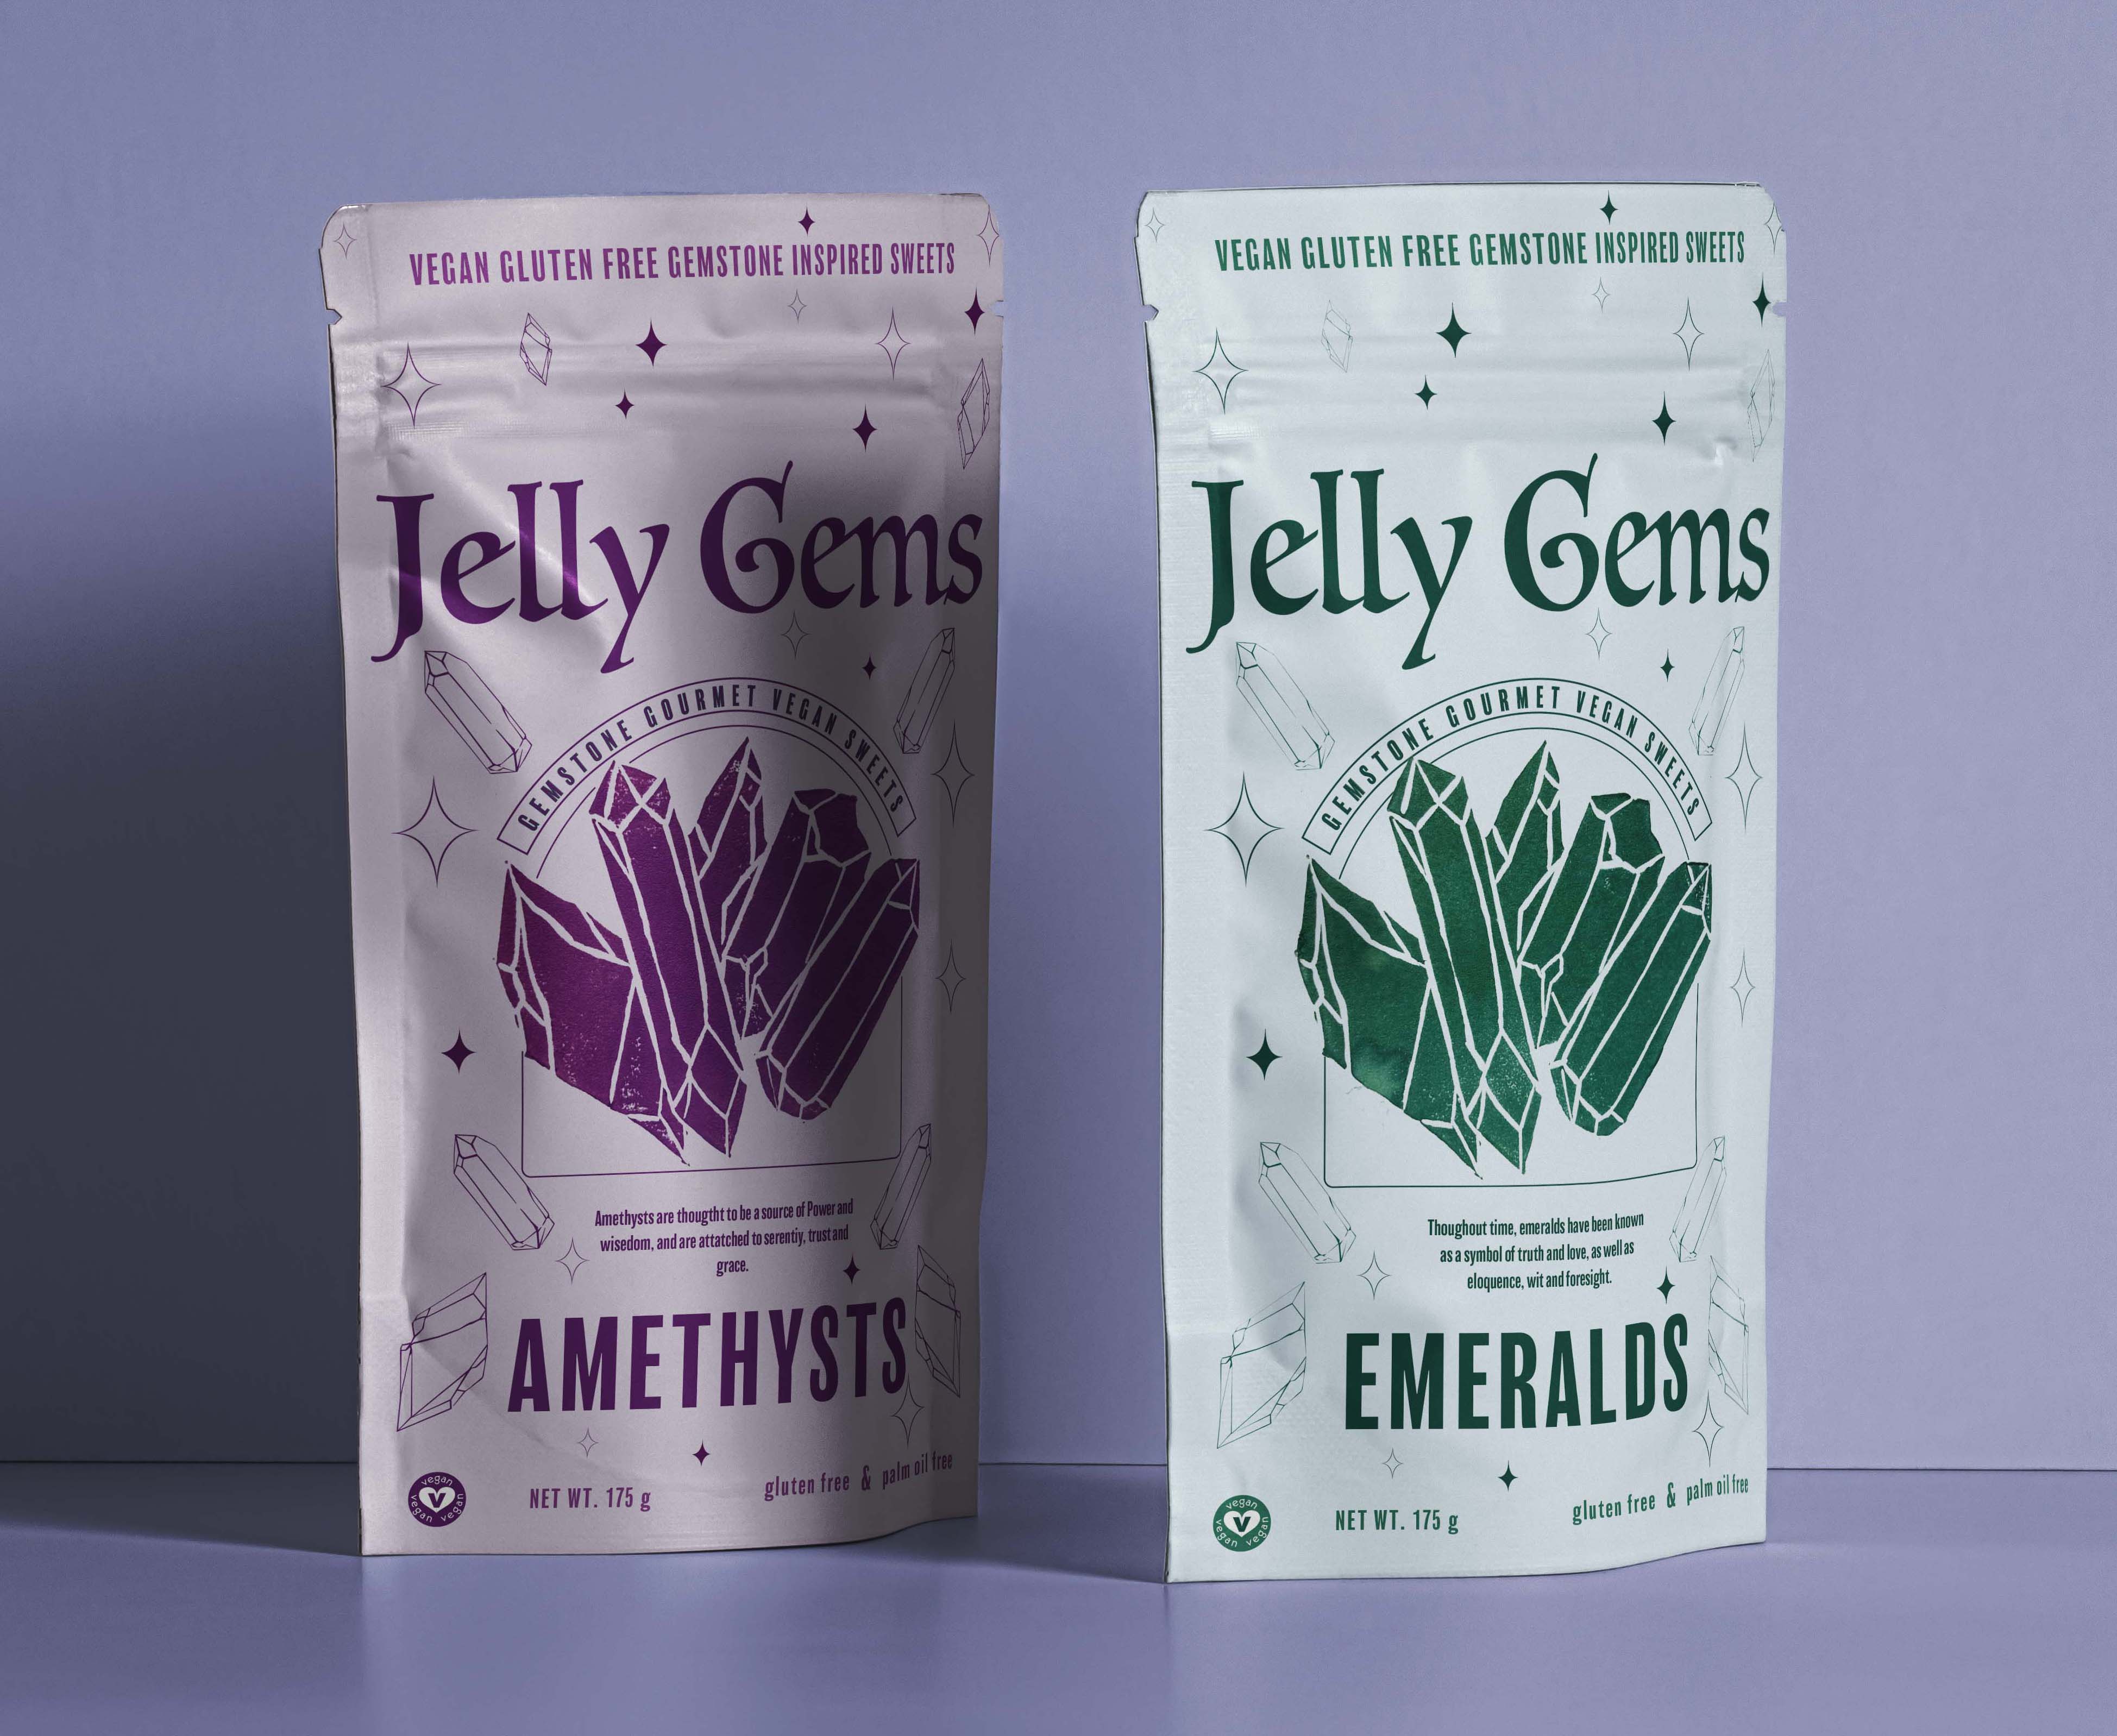 VEGAN GLUTEN FREE GEMSTONE INSPIRED SWEETS
Jelly Gems
GEMSTONE GOURMET VEGAN SWEETS
Amethysts are thougtht to be a source of Power and
wisedom, and are attatched to serentiy, trust and
grace.
AMETHYSTS
vegan vegan vegan
V
NET WT. 175 g
gluten free & palm oil free
VEGAN GLUTEN FREE GEMSTONE INSPIRED SWEETS
Jelly Gems
GEMSTONE GOURMET VEGAN SWEETS
Thoughout time, emeralds have been known
as a symbol of truth and love, as well as
eloquence, wit and foresight.
EMERALDS
vegan vegan vegan
V
NET WT. 175 g
gluten free & palm oil free